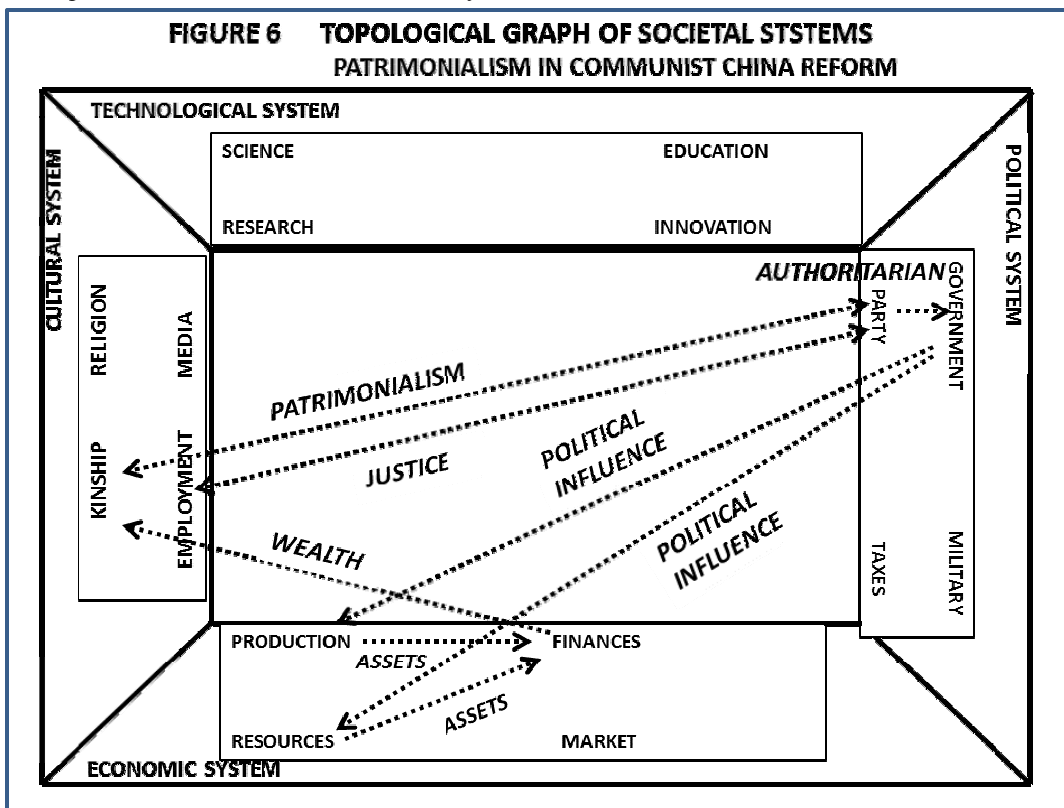 FIGURE 6 TOPOLOGICAL GRAPH OF SOCIETAL STSTEMS
PATRIMONIALISM IN COMMUNIST CHINA REFORM
TECHNOLOGICAL SYSTEM
SCIENCE
EDUCATION
RESEARCH
INNOVATION
CULTURAL SYSTEM
RELIGION
MEDIA
KINSHIP
EMPLOYMENT
POLITICAL SYSTEM
AUTHORITARIAN
PARTY
GOVERNMENT
TAXES
MILITARY
PATRIMONIALISM
JUSTICE
POLITICAL
INFLUENCE
POLITICAL
INFLUENCE
WEALTH
PRODUCTION
FINANCES
ASSETS
ASSETS
RESOURCES
MARKET
ECONOMIC SYSTEM